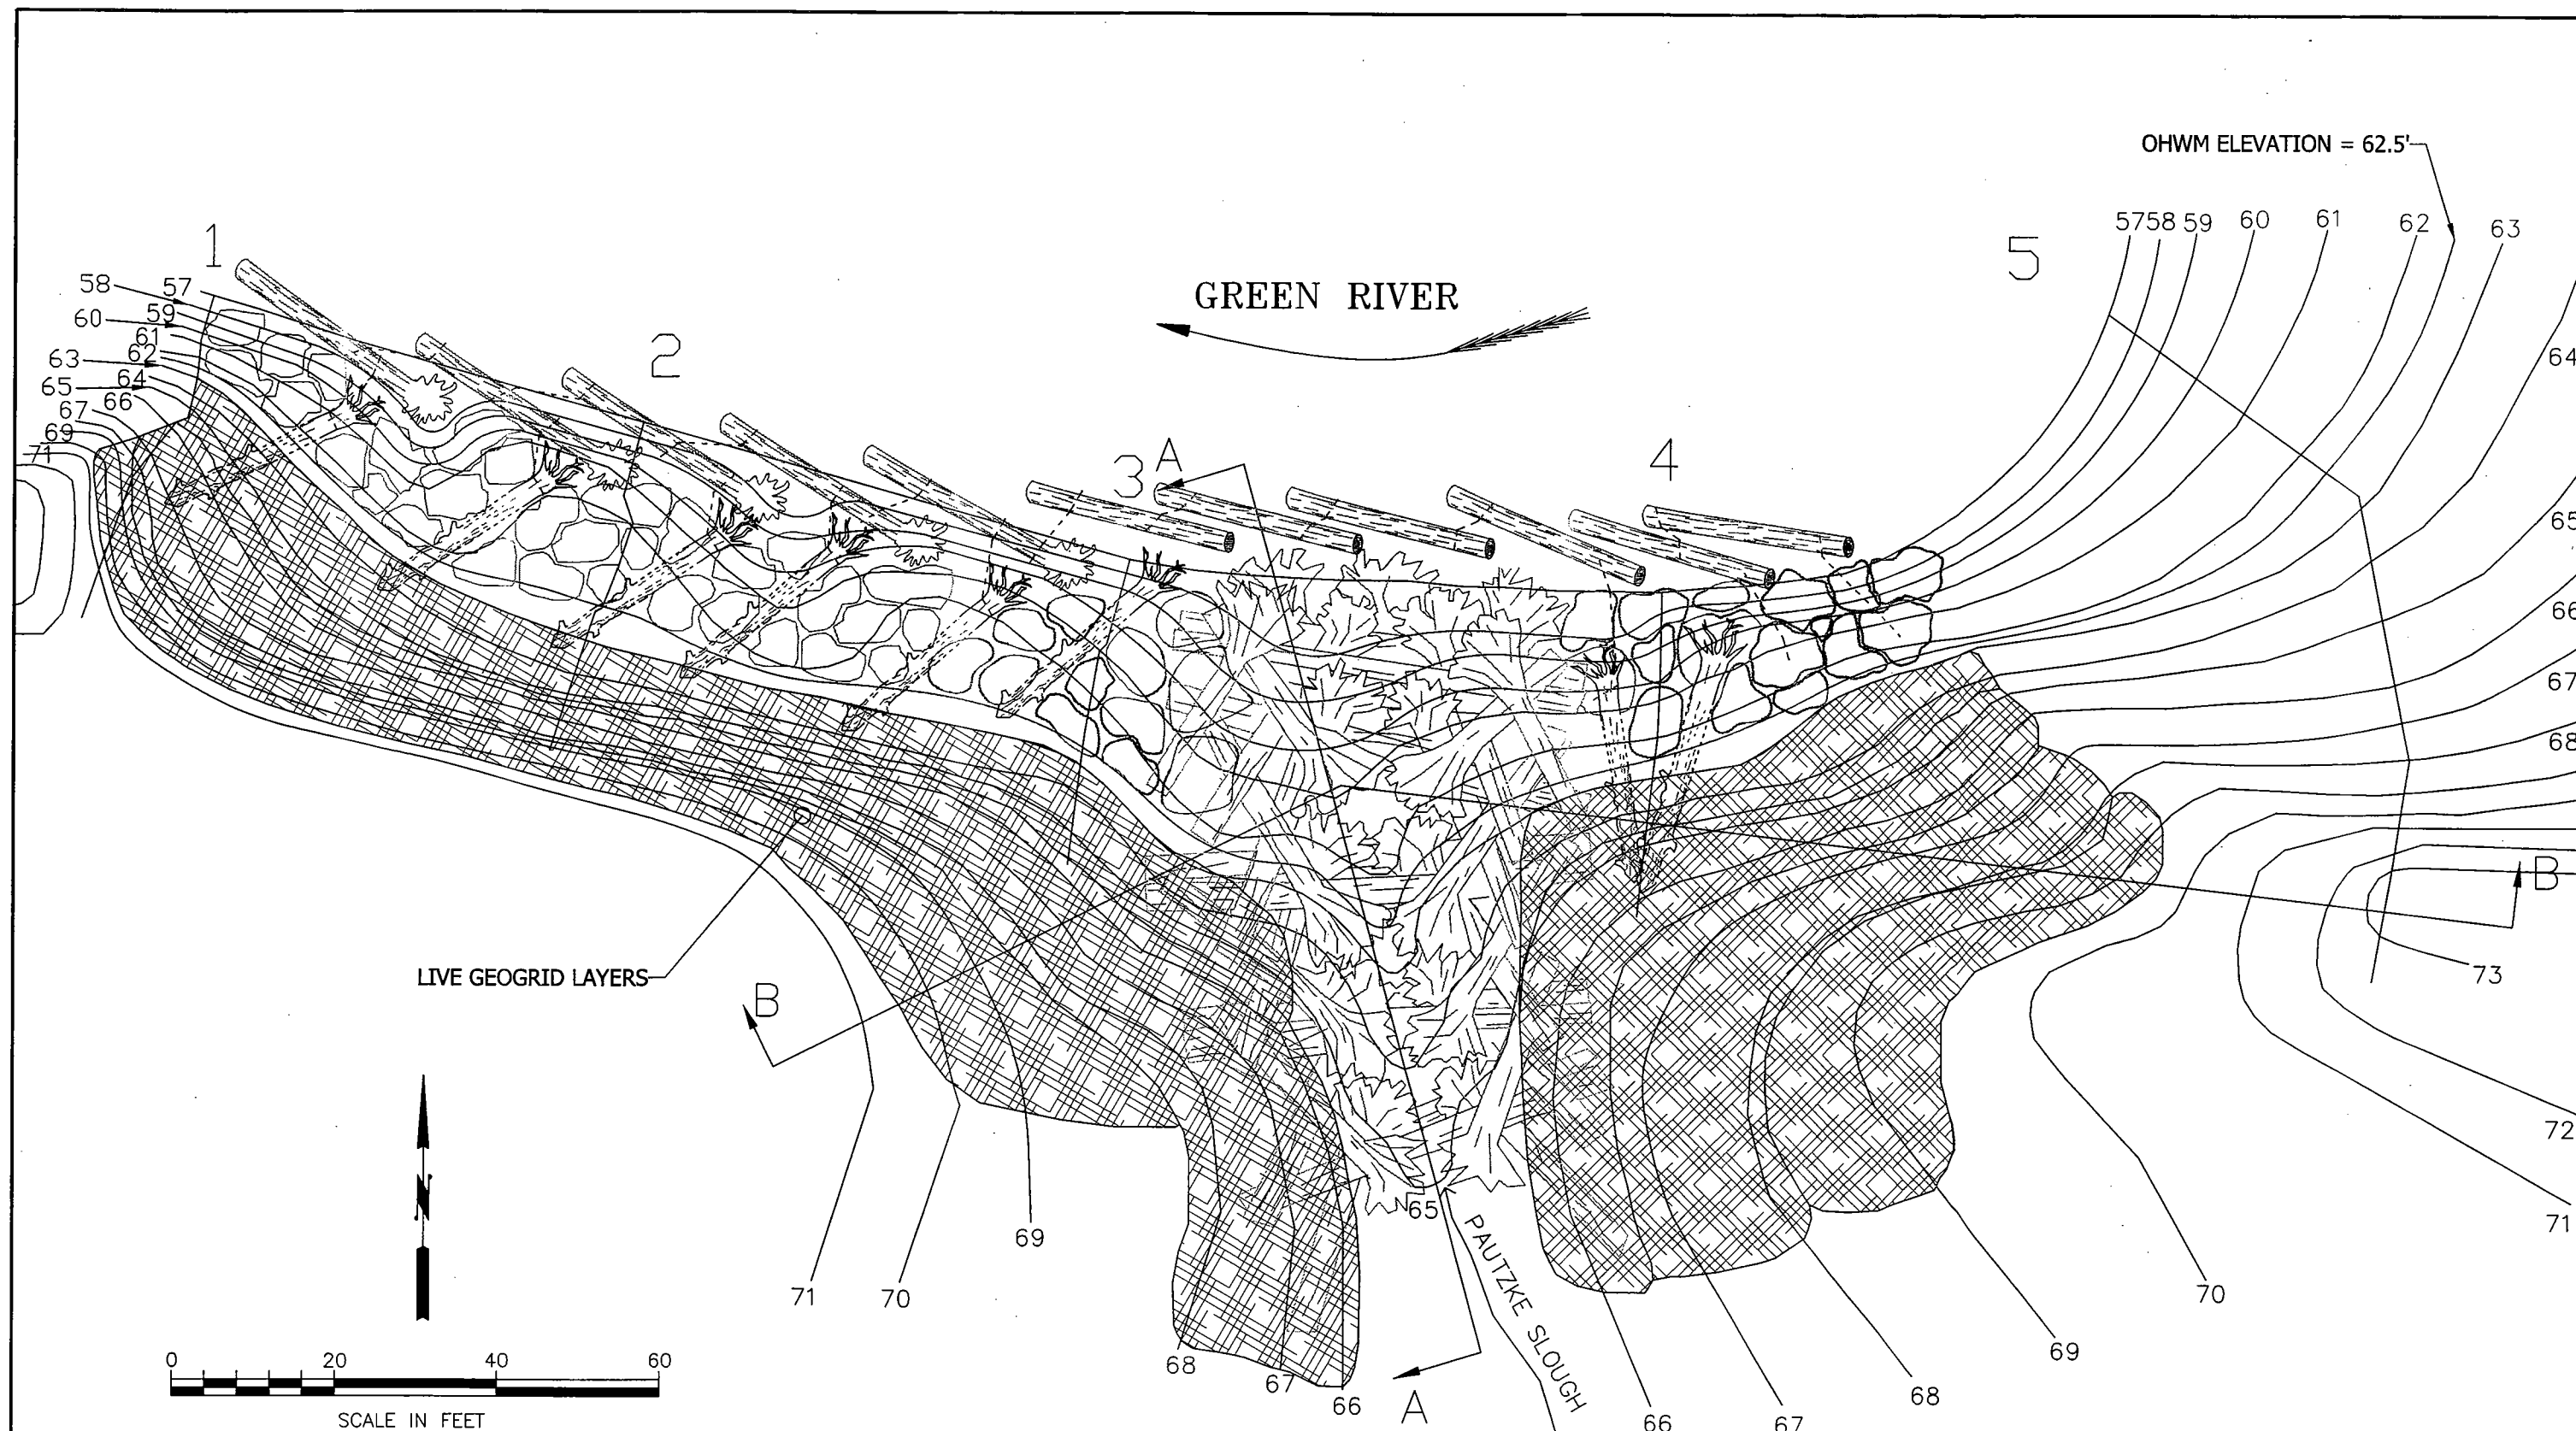 OHWM ELEVATION = 62.5'
57 58 59 60 61 62 63
5
1
GREEN RIVER
58 57
59
60
61
62
63
64
65
66
67
69
71
2
64
3 A
4
65
66
67
68
B
LIVE GEOGRID LAYERS
73
B
72
N
65
71
69
PAUTZKE SLOUGH
71 70
70
69
0 20 40 60
68
67
66
A
68
66
67
SCALE IN FEET